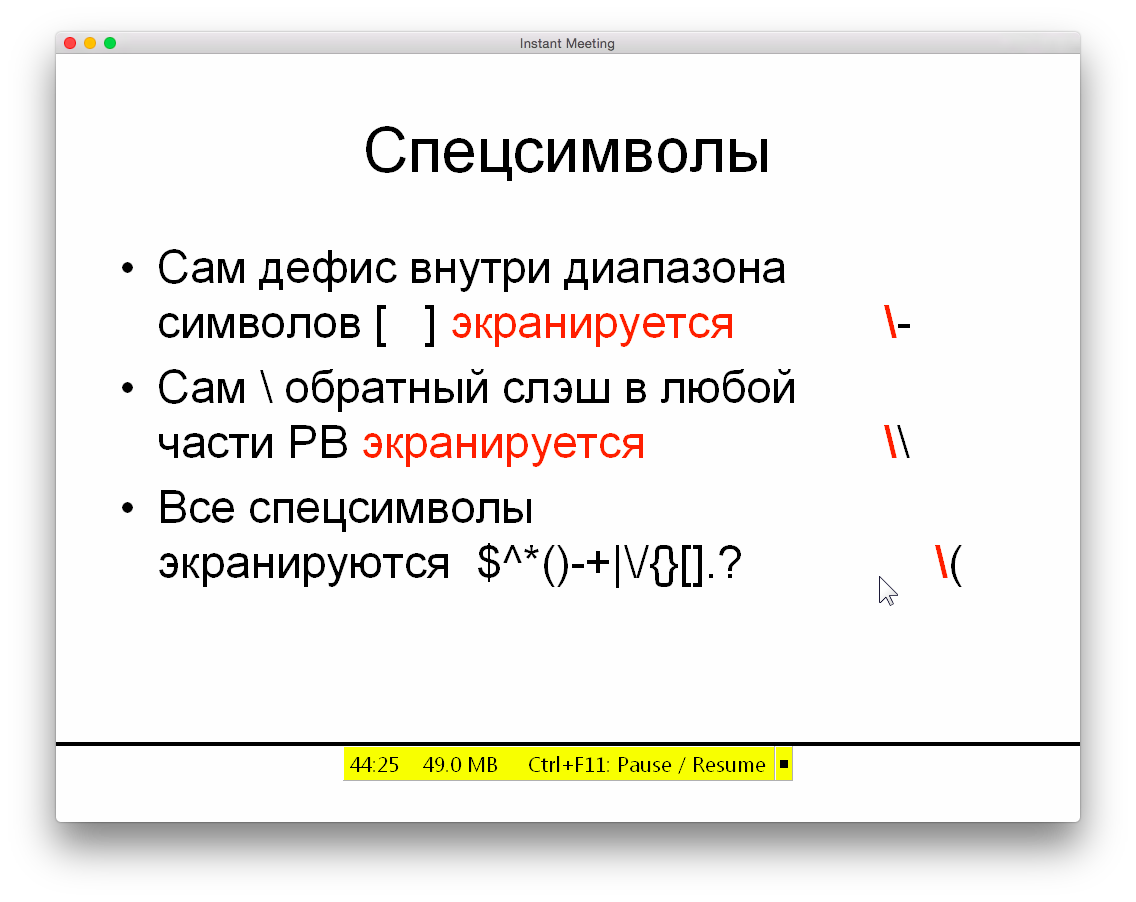 Instant Meeting
Спецсимволы
• Сам дефис внутри диапазона
символов [ ] экранируется \-
• Сам \ обратный слэш в любой
части РВ экранируется \\
• Все спецсимволы
экранируются $^*()-+|\/{}[].? \(
44:25 49.0 MB Ctrl+F11: Pause / Resume